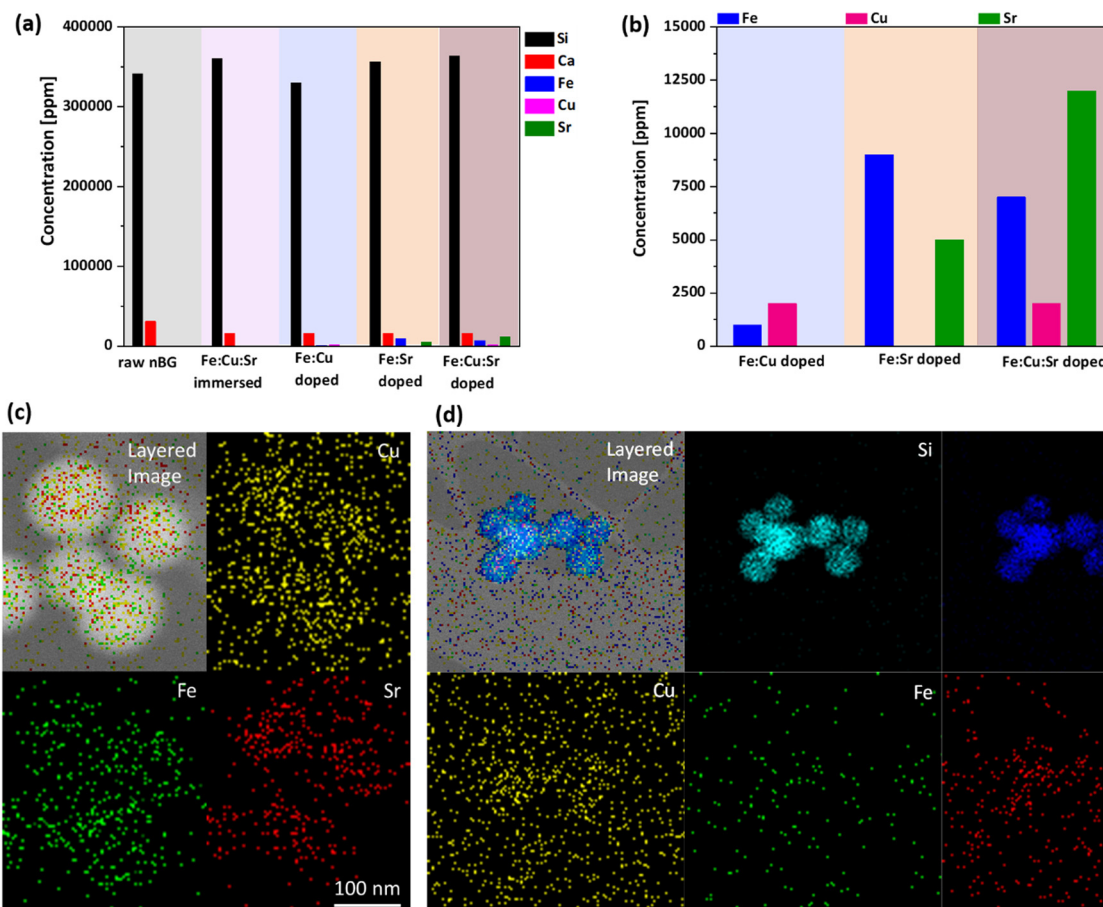 (a)
400000
300000
200000
100000
0
Concentration [ppm]
Si
Ca
Fe
Cu
Sr
raw nBG
Fe:Cu:Sr
immersed
Fe:Cu
doped
Fe:Sr
doped
Fe:Cu:Sr
doped
(b)
Fe
Cu
Sr
15000
12500
10000
7500
5000
2500
0
Concentration [ppm]
Fe:Cu doped
Fe:Sr doped
Fe:Cu:Sr doped
(c)
Layered
Image
Cu
Fe
Sr
100 nm
(d)
Layered
Image
Si
Cu
Fe